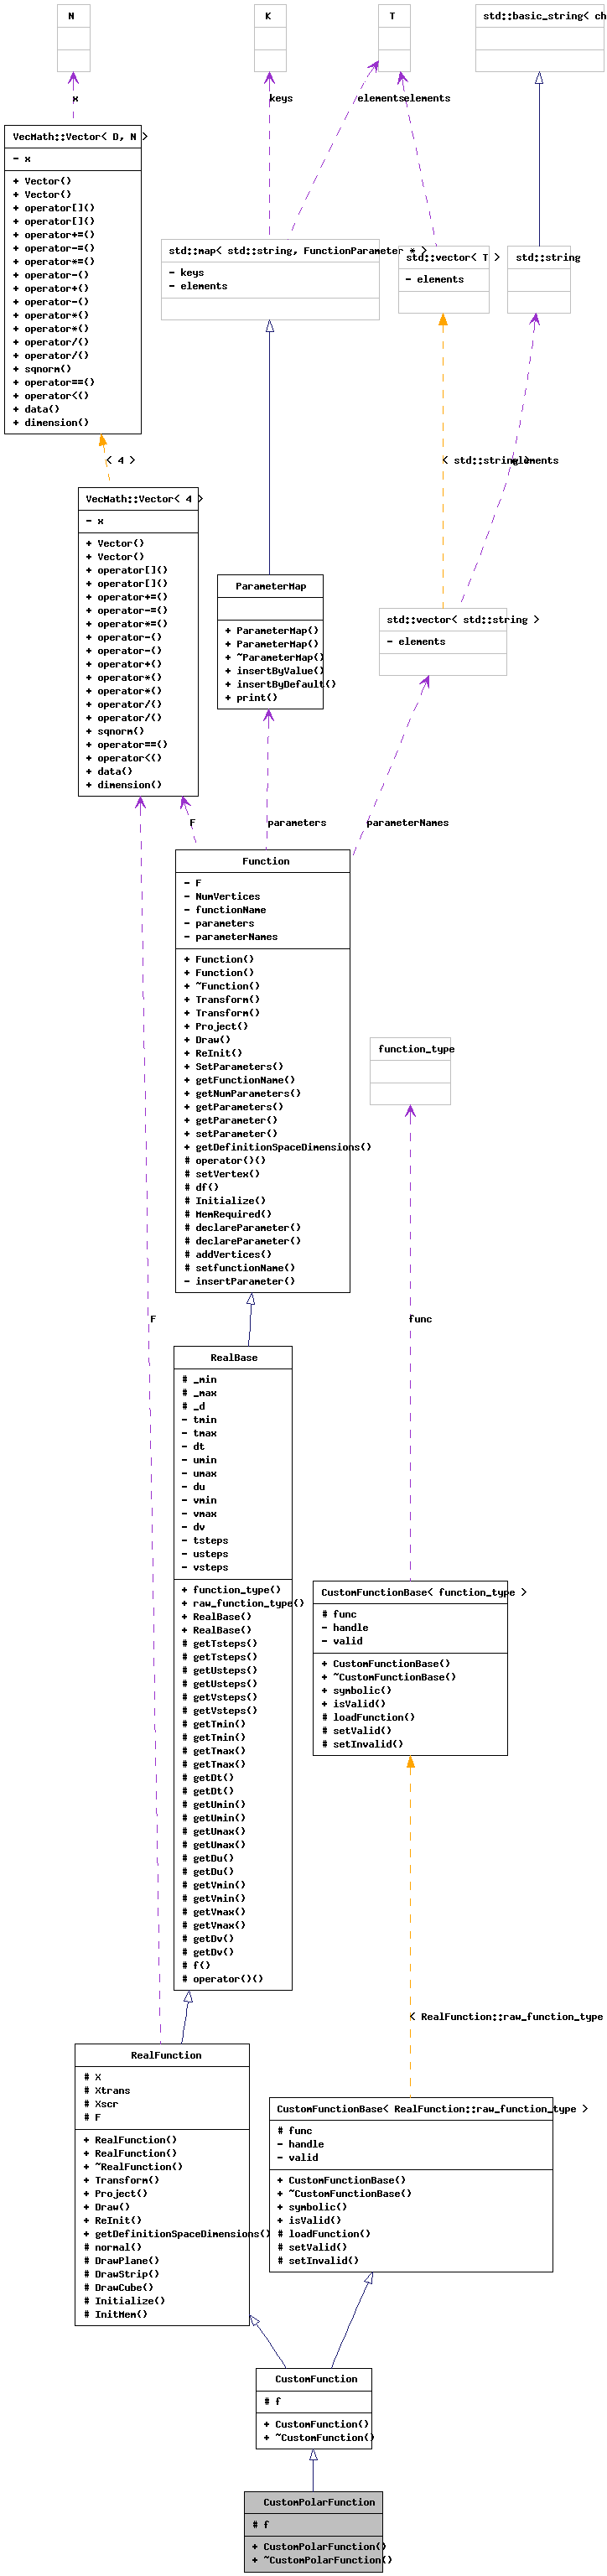 N
K
T
std::basic_string< ch
x
keys
elements
elements
VecMath::Vector< D, N >
- x
+ Vector()
+ Vector()
+ operator[]()
+ operator[]()
+ operator+=()
+ operator-=()
+ operator*=()
+ operator-()
+ operator+()
+ operator-()
+ operator*()
+ operator*()
+ operator/()
+ operator/()
+ sqnorm()
+ operator==()
+ operator<()
+ data()
+ dimension()
std::map< std::string, FunctionParameter * >
- keys
- elements
std::vector< T >
- elements
std::string
< 4 >
< std::string >
elements
VecMath::Vector< 4 >
- x
+ Vector()
+ Vector()
+ operator[]()
+ operator[]()
+ operator+=()
+ operator-=()
+ operator*=()
+ operator-()
+ operator-()
+ operator+()
+ operator*()
+ operator*()
+ operator/()
+ operator/()
+ sqnorm()
+ operator==()
+ operator<()
+ data()
+ dimension()
ParameterMap
+ ParameterMap()
+ ParameterMap()
+ ~ParameterMap()
+ insertByValue()
+ insertByDefault()
+ print()
std::vector< std::string >
- elements
F
parameters
parameterNames
Function
- F
- NumVertices
- functionName
- parameters
- parameterNames
+ Function()
+ Function()
+ ~Function()
+ Transform()
+ Transform()
+ Project()
+ Draw()
+ ReInit()
+ SetParameters()
+ getFunctionName()
+ getNumParameters()
+ getParameters()
+ getParameter()
+ setParameter()
+ getDefinitionSpaceDimensions()
# operator()()
# setVertex()
# df()
# Initialize()
# MemRequired()
# declareParameter()
# declareParameter()
# addVertices()
# setfunctionName()
- insertParameter()
function_type
F
func
RealBase
# _min
# _max
# _d
- tmin
- tmax
- dt
- umin
- umax
- du
- vmin
- vmax
- dv
- tsteps
- usteps
- vsteps
+ function_type()
+ raw_function_type()
+ RealBase()
+ RealBase()
# getTsteps()
# getTsteps()
# getUsteps()
# getUsteps()
# getVsteps()
# getVsteps()
# getTmin()
# getTmin()
# getTmax()
# getTmax()
# getDt()
# getDt()
# getUmin()
# getUmin()
# getUmax()
# getUmax()
# getDu()
# getDu()
# getVmin()
# getVmin()
# getVmax()
# getVmax()
# getDv()
# getDv()
# f()
# operator()()
CustomFunctionBase< function_type >
# func
- handle
- valid
+ CustomFunctionBase()
+ ~CustomFunctionBase()
+ symbolic()
+ isValid()
# loadFunction()
# setValid()
# setInvalid()
< RealFunction::raw_function_type
RealFunction
# X
# Xtrans
# Xscr
# F
+ RealFunction()
+ RealFunction()
+ ~RealFunction()
+ Transform()
+ Project()
+ Draw()
+ ReInit()
+ getDefinitionSpaceDimensions()
# normal()
# DrawPlane()
# DrawStrip()
# DrawCube()
# Initialize()
# InitMem()
CustomFunctionBase< RealFunction::raw_function_type >
# func
- handle
- valid
+ CustomFunctionBase()
+ ~CustomFunctionBase()
+ symbolic()
+ isValid()
# loadFunction()
# setValid()
# setInvalid()
CustomFunction
# f
+ CustomFunction()
+ ~CustomFunction()
CustomPolarFunction
# f
+ CustomPolarFunction()
+ ~CustomPolarFunction()